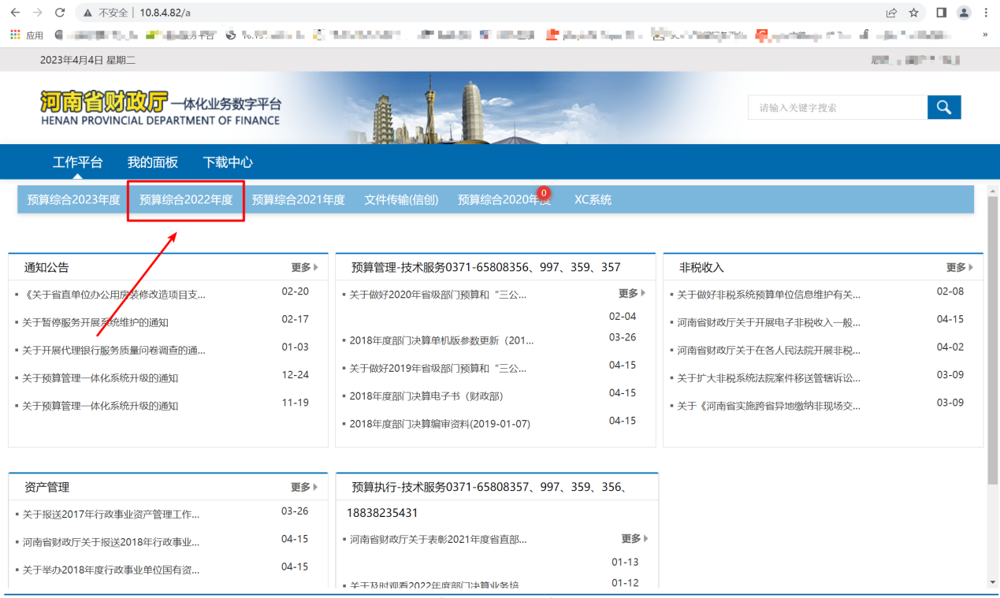 不安全 | 10.8.4.82/a
应用
2023年4月4日 星期二
河南省财政厅 一体化业务数字平台
HENAN PROVINCIAL DEPARTMENT OF FINANCE
请输入关键字搜索
工作平台 我的面板 下载中心
预算综合2023年度 预算综合2022年度 预算综合2021年度 文件传输(信创) 预算综合2020年度 0 XC系统
通知公告 更多
《关于省直单位办公用房装修改造项目支... 02-20
关于暂停服务开展系统维护的通知 02-17
关于开展代理银行服务质量问卷调查的通... 01-03
关于预算管理一体化系统升级的通知 12-24
关于预算管理一体化系统升级的通知 11-19
预算管理-技术服务0371-65808356、997、359、357
关于做好2020年省级部门预算和“三公... 更多
02-04
2018年度部门决算单机版参数更新（201... 03-26
关于做好2019年省级部门预算和“三公... 04-15
2018年度部门决算电子书（财政部） 04-15
2018年度部门决算编审资料(2019-01-07) 04-15
非税收入 更多
关于做好非税系统预算单位信息维护有关... 02-08
河南省财政厅关于开展电子非税收入一般... 04-15
河南省财政厅关于在各人民法院开展非税... 04-02
关于扩大非税系统法院案件移送管辖诉讼... 03-09
关于《河南省实施跨省异地缴纳非现场交... 03-09
资产管理 更多
关于报送2017年行政事业资产管理工作... 03-26
河南省财政厅关于报送2018年行政事业... 04-15
关于举办2018年度行政事业单位国有资... 04-15
预算执行-技术服务0371-65808357、997、359、356、
18838235431
河南省财政厅关于表彰2021年度省直部... 更多
01-13
关于及时观看2022年度部门决算业务培 01-12